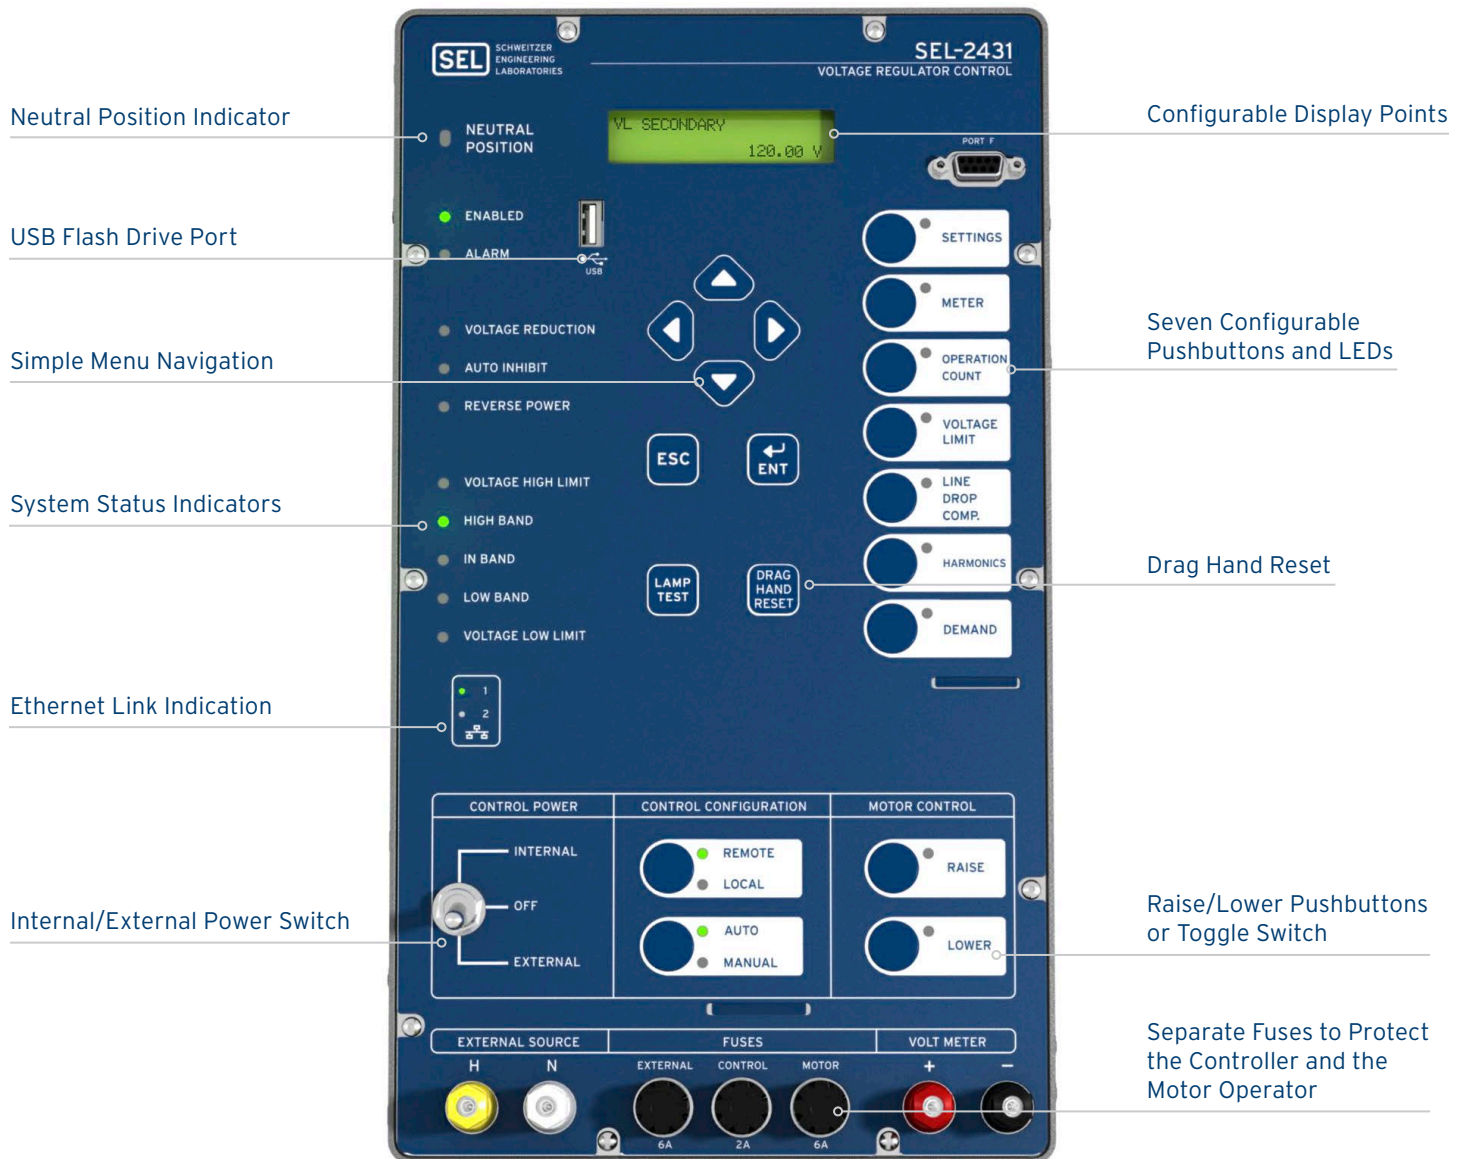 SEL
SCHWEITZER
ENGINEERING
LABORATORIES
SEL-2431
VOLTAGE REGULATOR CONTROL
Neutral Position Indicator
NEUTRAL
POSITION
VL SECONDARY
120.00 V
Configurable Display Points
PORT F
USB Flash Drive Port
ENABLED
ALARM
USB
SETTINGS
METER
OPERATION
COUNT
VOLTAGE
LIMIT
LINE
DROP
COMP.
HARMONICS
DEMAND
Seven Configurable
Pushbuttons and LEDs
Simple Menu Navigation
VOLTAGE REDUCTION
AUTO INHIBIT
REVERSE POWER
ESC
ENT
System Status Indicators
VOLTAGE HIGH LIMIT
HIGH BAND
IN BAND
LOW BAND
VOLTAGE LOW LIMIT
LAMP
TEST
DRAG
HAND
RESET
Drag Hand Reset
Ethernet Link Indication
1
2
CONTROL POWER
INTERNAL
OFF
EXTERNAL
Internal/External Power Switch
CONTROL CONFIGURATION
REMOTE
LOCAL
AUTO
MANUAL
MOTOR CONTROL
RAISE
LOWER
Raise/Lower Pushbuttons
or Toggle Switch
EXTERNAL SOURCE
H N
FUSES
EXTERNAL CONTROL MOTOR
6A 2A 6A
VOLT METER
+ −
Separate Fuses to Protect
the Controller and the
Motor Operator